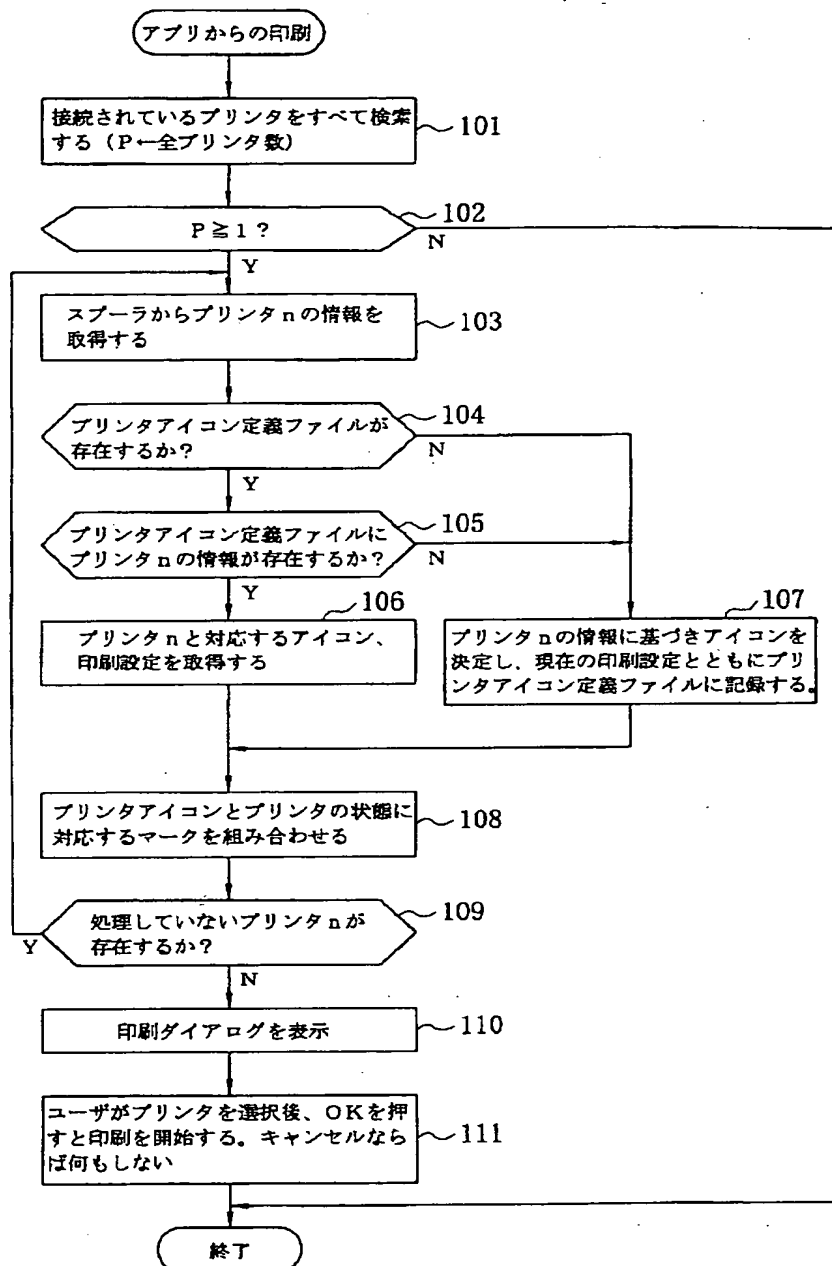 アプリからの印刷
接続されているプリンタをすべて検索
する（P←全プリンタ数）
101
102
P≧1？
N
Y
スプーラからプリンタnの情報を
取得する
103
104
プリンタアイコン定義ファイルが
存在するか？
N
Y
105
プリンタアイコン定義ファイルに
プリンタnの情報が存在するか？
N
Y
106
プリンタnと対応するアイコン、
印刷設定を取得する
107
プリンタnの情報に基づきアイコンを
決定し、現在の印刷設定とともにプリ
ンタアイコン定義ファイルに記録する。
プリンタアイコンとプリンタの状態に
対応するマークを組み合わせる
108
109
処理していないプリンタnが
存在するか？
Y
N
印刷ダイアログを表示
110
ユーザがプリンタを選択後、OKを押
すと印刷を開始する。キャンセルなら
ば何もしない
111
終了